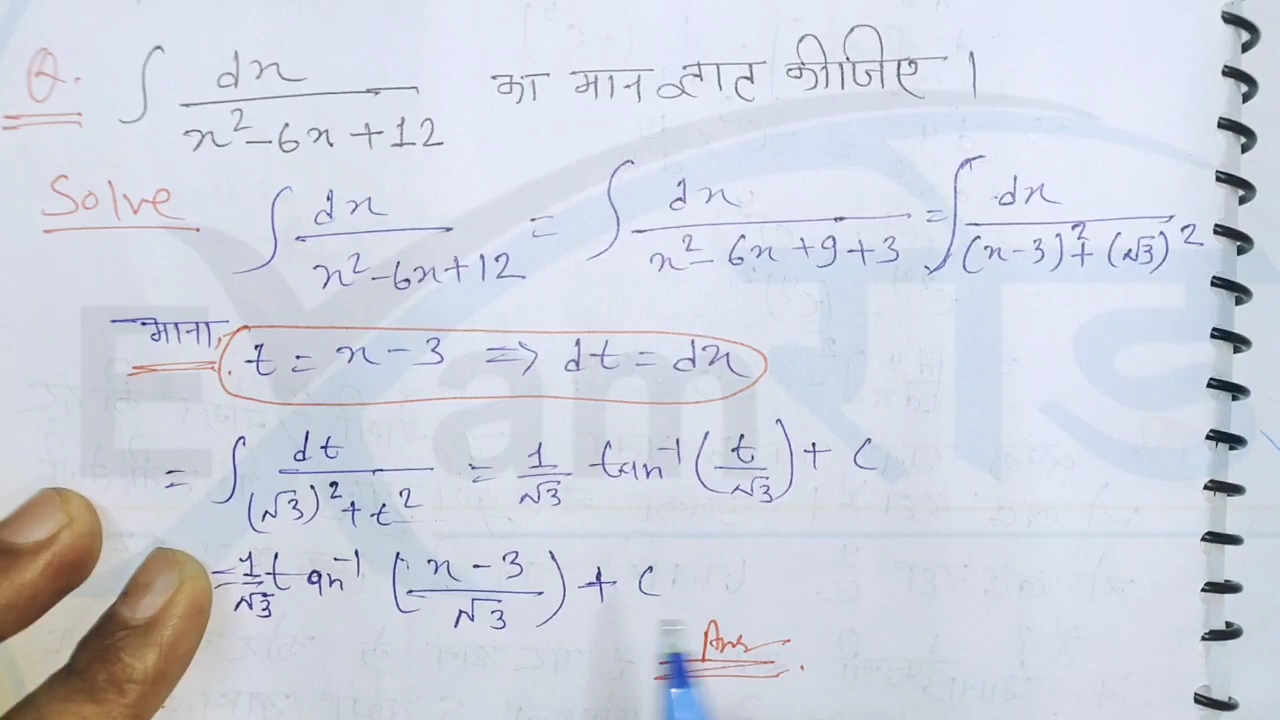 Q. ∫ dx / (x² - 6x + 12) का मान ज्ञात कीजिए ।
Solve ∫ dx / (x² - 6x + 12) = ∫ dx / (x² - 6x + 9 + 3) = ∫ dx / ((x-3)² + (√3)²)
माना, t = x - 3 ⇒ dt = dx
= ∫ dt / ((√3)² + t²) = 1/√3 tan⁻¹ (t/√3) + C
= 1/√3 tan⁻¹ ((x - 3)/√3) + C
Ans
Examराड